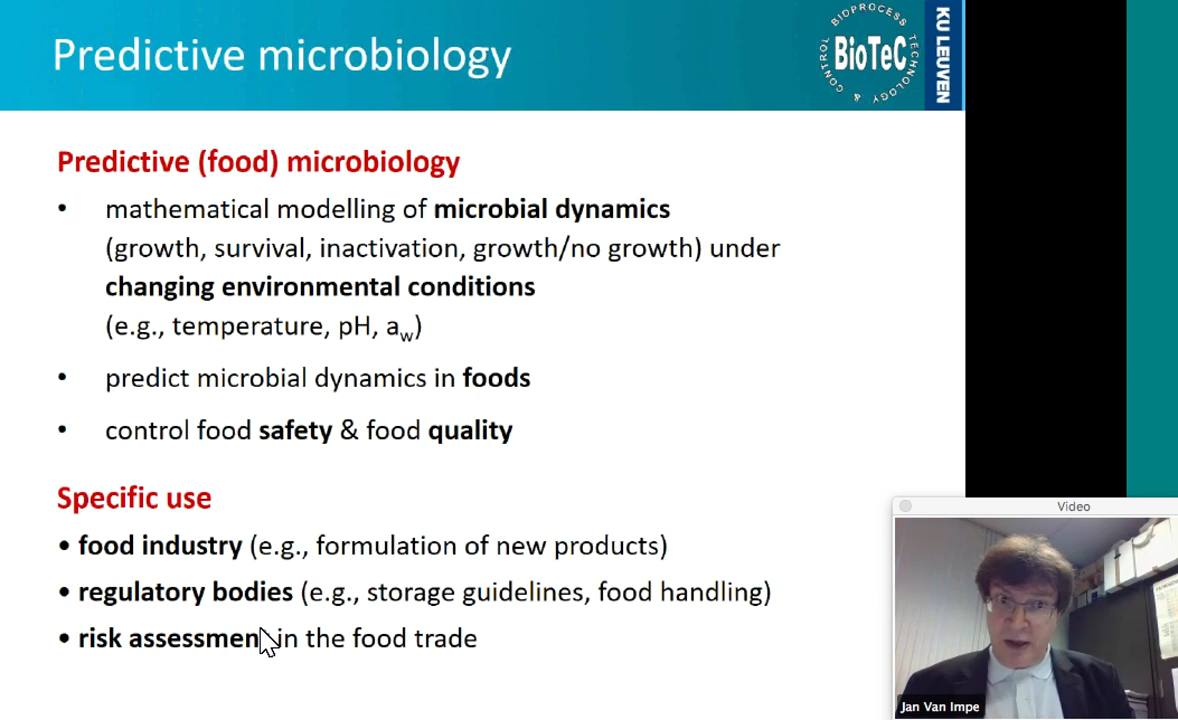 Predictive microbiology
BIOPROCESS TECHNOLOGY & CONTROL
BioTeC
KU LEUVEN
Predictive (food) microbiology
• mathematical modelling of microbial dynamics
(growth, survival, inactivation, growth/no growth) under
changing environmental conditions
(e.g., temperature, pH, aw)
• predict microbial dynamics in foods
• control food safety & food quality
Specific use
• food industry (e.g., formulation of new products)
• regulatory bodies (e.g., storage guidelines, food handling)
• risk assessment in the food trade
Video
Jan Van Impe